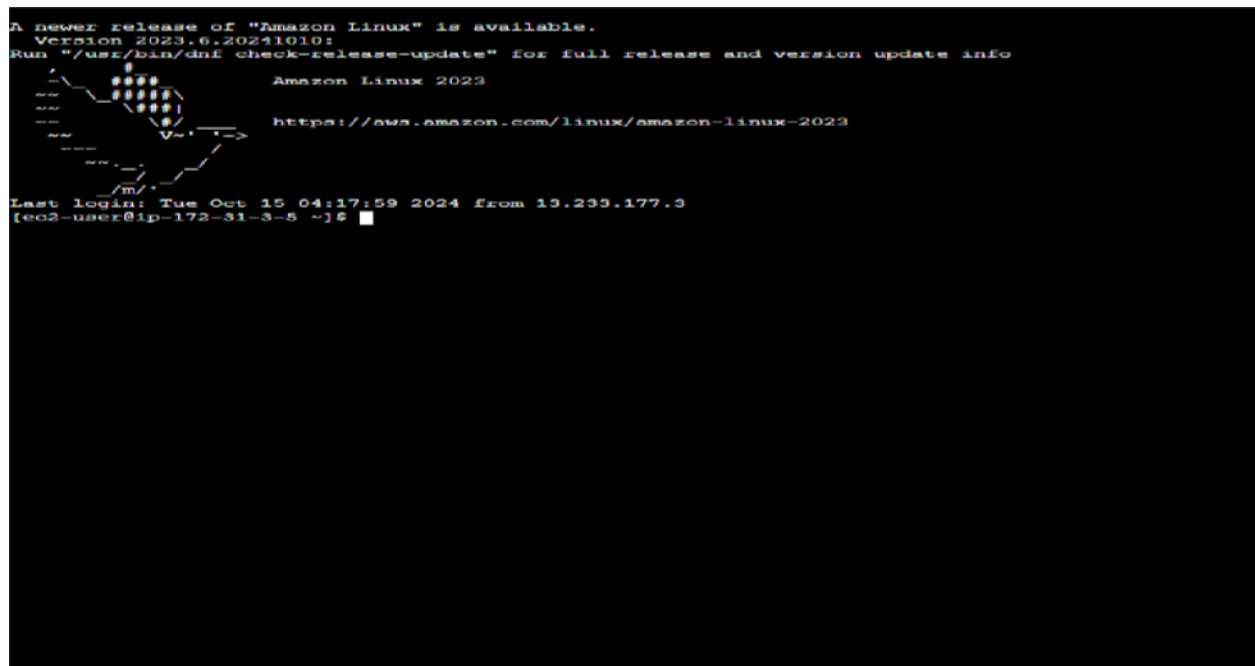 A newer release of "Amazon Linux" is available.
  Version 2023.6.20241010:
Run "/usr/bin/dnf check-release-update" for full release and version update info
   ,     #_
   ~\_  ####_        Amazon Linux 2023
  ~~  \_#####\
  ~~     \###|
  ~~       \#/ ___   https://aws.amazon.com/linux/amazon-linux-2023
   ~~       V~' '->
    ~~~         /
      ~~._.   _/
         _/ _/
       _/m/'
Last login: Tue Oct 15 04:17:59 2024 from 13.233.177.3
[ec2-user@ip-172-31-3-5 ~]$